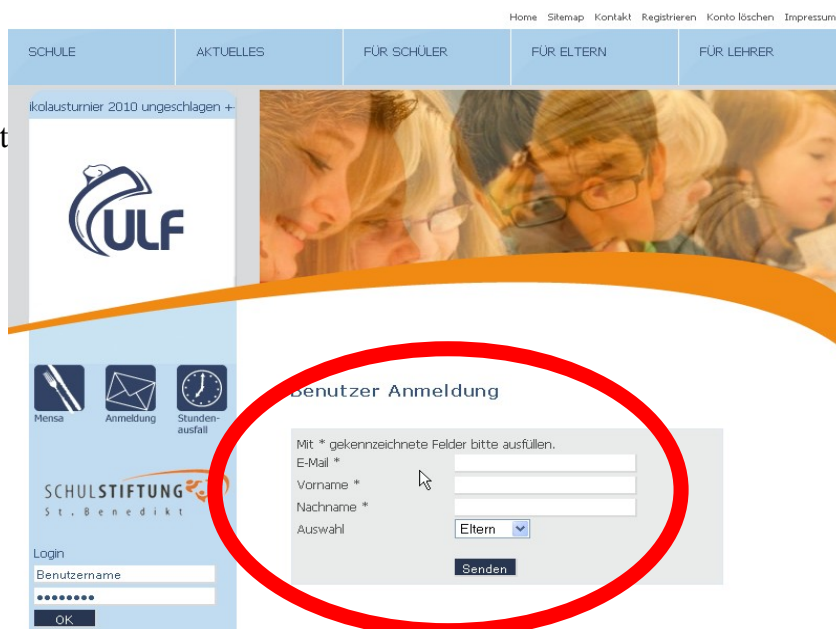 Home Sitemap Kontakt Registrieren Konto löschen Impressum
SCHULE AKTUELLES FÜR SCHÜLER FÜR ELTERN FÜR LEHRER
ikolausturnier 2010 ungeschlagen +
t
ULF
Mensa Anmeldung Stunden-
ausfall
SCHULSTIFTUNG
St. Benedikt
Login
Benutzername
••••••••
OK
Benutzer Anmeldung
Mit * gekennzeichnete Felder bitte ausfüllen.
E-Mail *
Vorname *
Nachname *
Auswahl Eltern
Senden